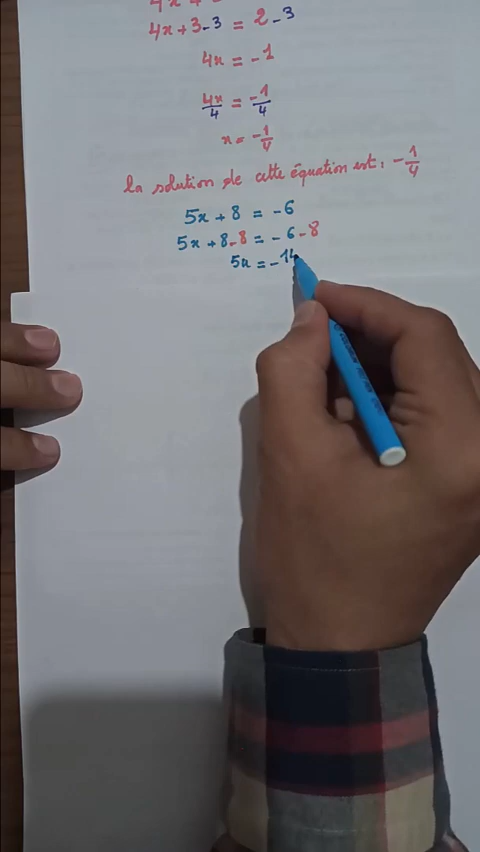 4x + 3 - 3 = 2 - 3
4x = - 1
4x/4 = -1/4
x = -1/4
la solution de cette équation est : -1/4
5x + 8 = - 6
5x + 8 - 8 = - 6 - 8
5x = - 14